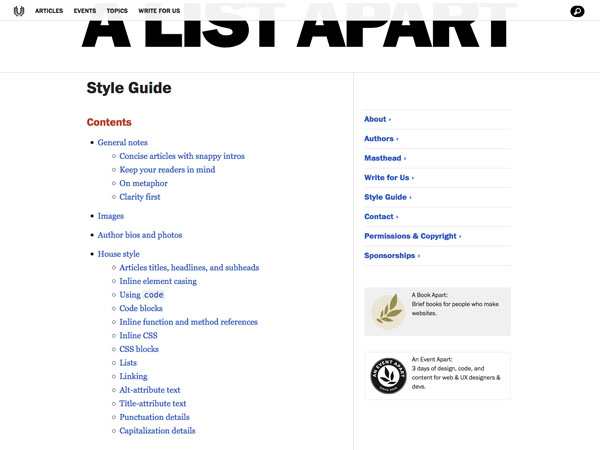 ARTICLES EVENTS TOPICS WRITE FOR US
A LIST APART
Style Guide
Contents
General notes
Concise articles with snappy intros
Keep your readers in mind
On metaphor
Clarity first
Images
Author bios and photos
House style
Articles titles, headlines, and subheads
Inline element casing
Using code
Code blocks
Inline function and method references
Inline CSS
CSS blocks
Lists
Linking
Alt-attribute text
Title-attribute text
Punctuation details
Capitalization details
About ›
Authors ›
Masthead ›
Write for Us ›
Style Guide ›
Contact ›
Permissions & Copyright ›
Sponsorships ›
A Book Apart:
Brief books for people who make
websites.
AN EVENT APART
An Event Apart:
3 days of design, code, and
content for web & UX designers &
devs.